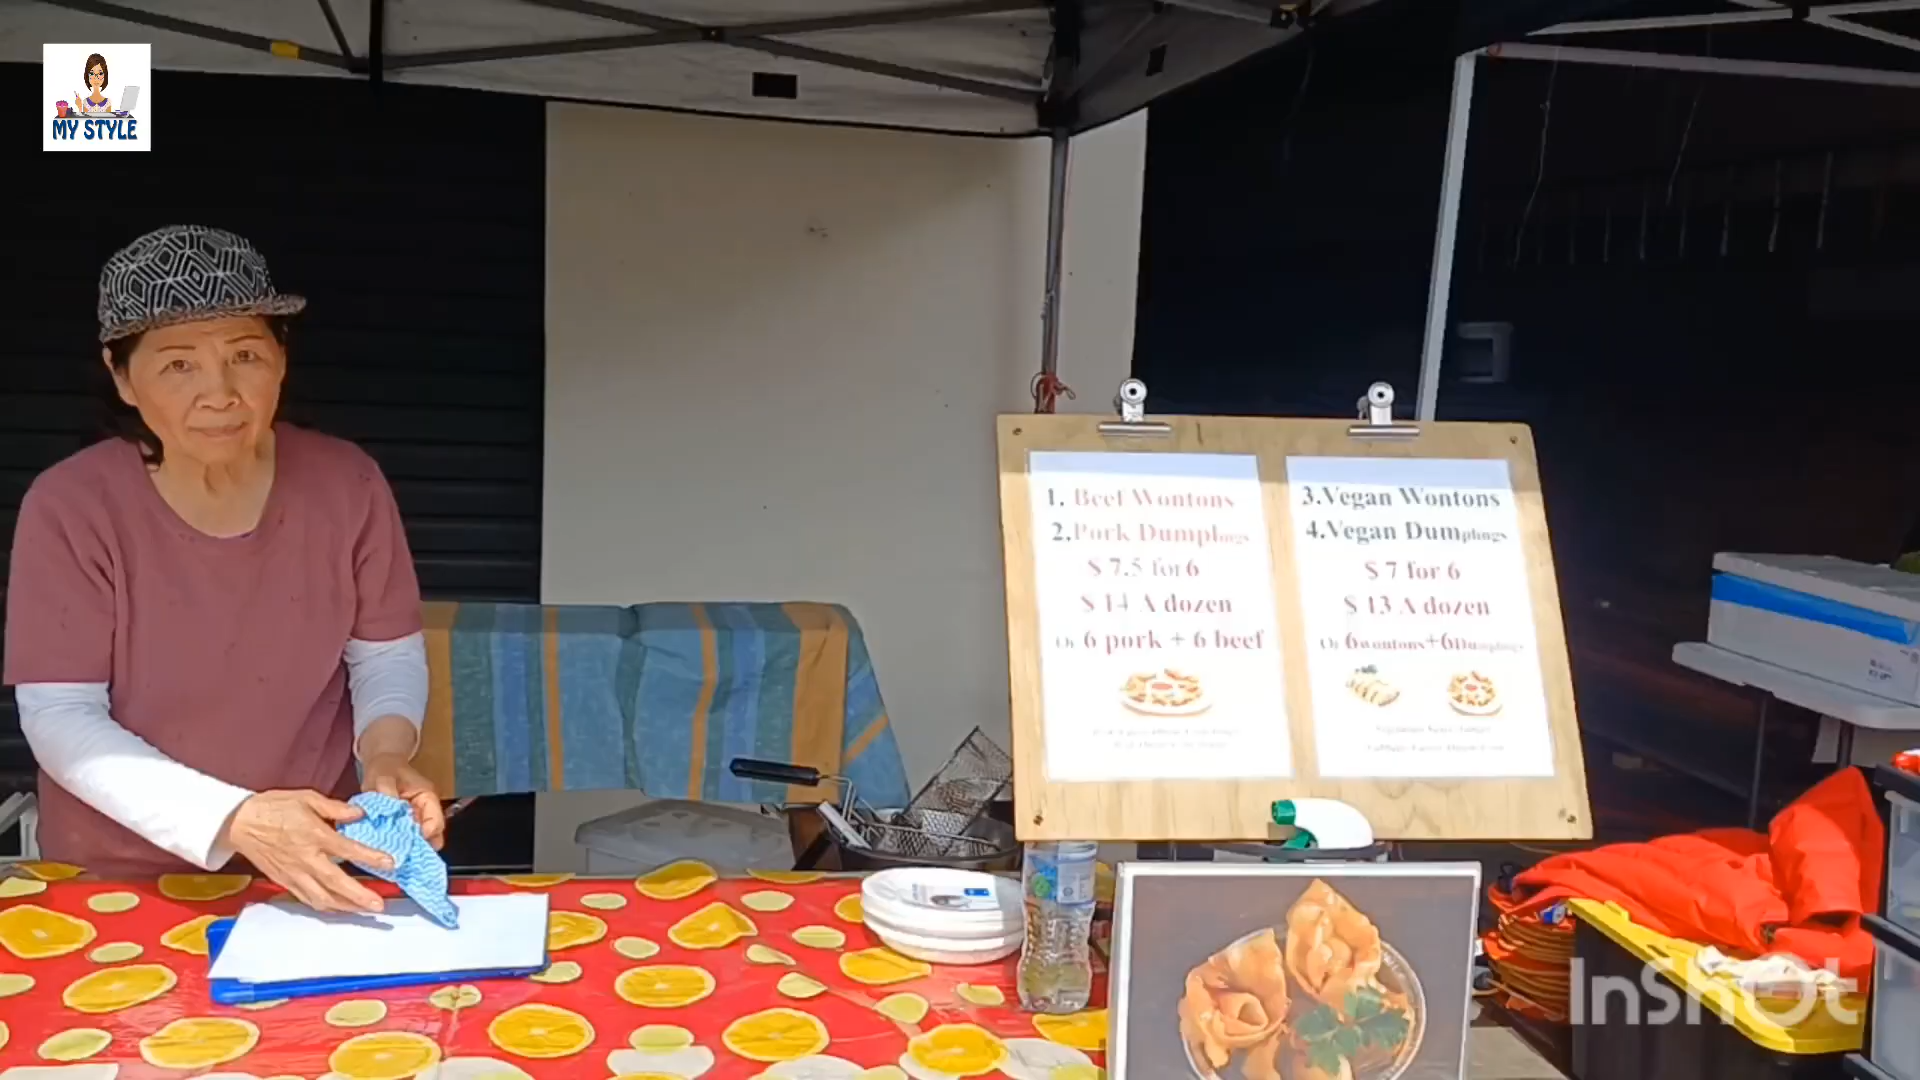 MY STYLE
1. Beef Wontons
2.Pork Dumplings
$ 7.5 for 6
$ 14 A dozen
Or 6 pork + 6 beef
3.Vegan Wontons
4.Vegan Dumplings
$ 7 for 6
$ 13 A dozen
Or 6wontons+6Dumplings
InShOt